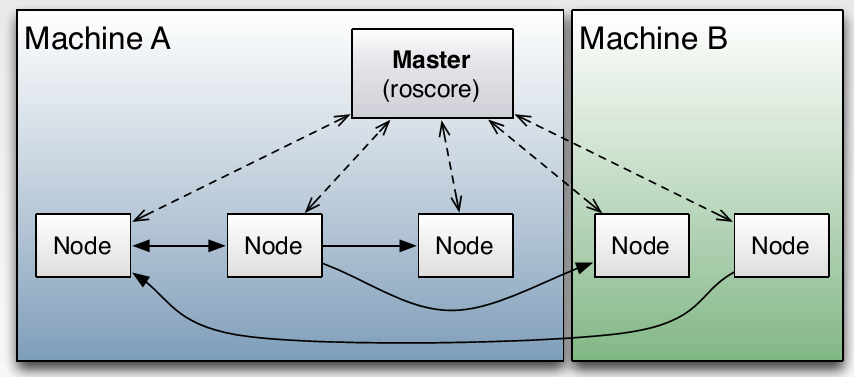 Machine A
Machine B
Master
(roscore)
Node
Node
Node
Node
Node